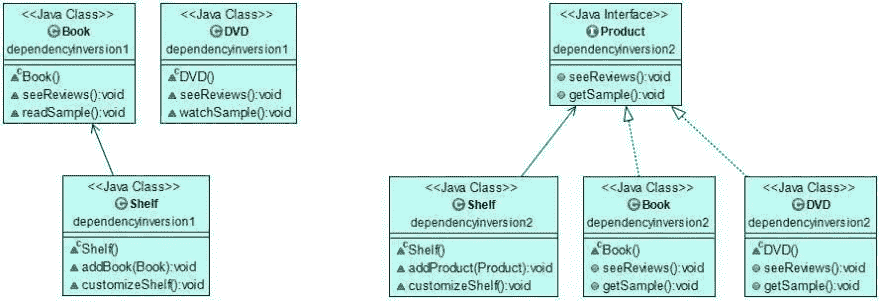 <<Java Class>>
Book
dependencyinversion1
Book()
seeReviews():void
readSample():void
<<Java Class>>
DVD
dependencyinversion1
DVD()
seeReviews():void
watchSample():void
<<Java Class>>
Shelf
dependencyinversion1
Shelf()
addBook(Book):void
customizeShelf():void
<<Java Interface>>
Product
dependencyinversion2
seeReviews():void
getSample():void
<<Java Class>>
Shelf
dependencyinversion2
Shelf()
addProduct(Product):void
customizeShelf():void
<<Java Class>>
Book
dependencyinversion2
Book()
seeReviews():void
getSample():void
<<Java Class>>
DVD
dependencyinversion2
DVD()
seeReviews():void
getSample():void